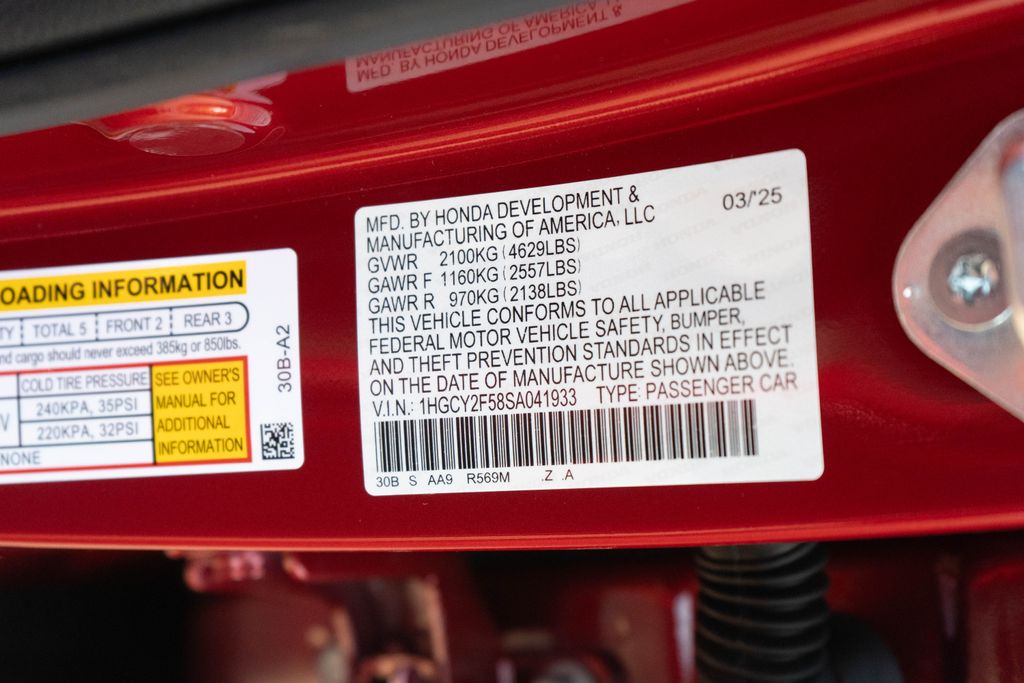 MANUFACTURING OF AMERICA
MFD. BY HONDA DEVELOPMENT &
OADING INFORMATION
TY TOTAL 5 FRONT 2 REAR 3
nd cargo should never exceed 385kg or 850lbs.
COLD TIRE PRESSURE
240KPA, 35PSI
V 220KPA, 32PSI
NONE
SEE OWNER'S
MANUAL FOR
ADDITIONAL
INFORMATION
30B-A2
MFD. BY HONDA DEVELOPMENT & 03/'25
MANUFACTURING OF AMERICA, LLC
GVWR 2100KG (4629LBS)
GAWR F 1160KG (2557LBS)
GAWR R 970KG (2138LBS)
THIS VEHICLE CONFORMS TO ALL APPLICABLE
FEDERAL MOTOR VEHICLE SAFETY, BUMPER,
AND THEFT PREVENTION STANDARDS IN EFFECT
ON THE DATE OF MANUFACTURE SHOWN ABOVE.
V.I.N.: 1HGCY2F58SA041933 TYPE: PASSENGER CAR
30B S AA9 R569M .Z .A